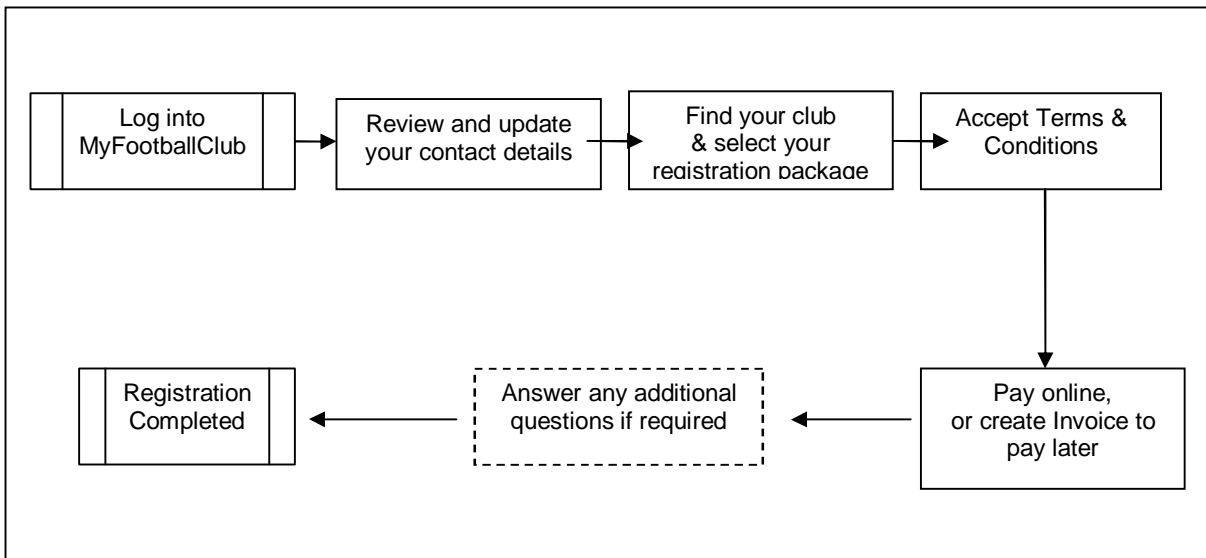 Log into
MyFootballClub
Review and update
your contact details
Find your club
& select your
registration package
Accept Terms &
Conditions
Pay online,
or create Invoice to
pay later
Answer any additional
questions if required
Registration
Completed